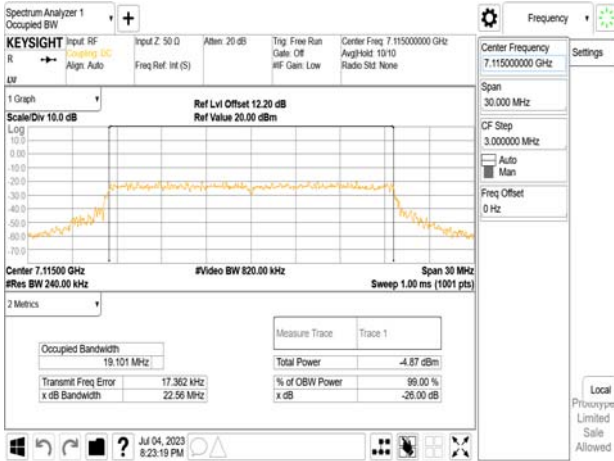 Spectrum Analyzer 1
Occupied BW
Frequency
KEYSIGHT
R
LXI
Input: RF
Coupling: DC
Align: Auto
Input Z: 50 Ω
Freq Ref: Int (S)
Atten: 20 dB
Trig: Free Run
Gate: Off
#IF Gain: Low
Center Freq: 7.115000000 GHz
Avg|Hold: 10/10
Radio Std: None
Center Frequency
7.115000000 GHz
Settings
Span
30.000 MHz
CF Step
3.000000 MHz
Auto
Man
Freq Offset
0 Hz
1 Graph
Scale/Div 10.0 dB
Ref Lvl Offset 12.20 dB
Ref Value 20.00 dBm
Log
10.0
0.00
-10.0
-20.0
-30.0
-40.0
-50.0
-60.0
-70.0
Center 7.11500 GHz
#Res BW 240.00 kHz
#Video BW 820.00 kHz
Span 30 MHz
Sweep 1.00 ms (1001 pts)
2 Metrics
Measure Trace Trace 1
Occupied Bandwidth
19.101 MHz
Total Power -4.87 dBm
Transmit Freq Error 17.362 kHz
% of OBW Power 99.00 %
x dB Bandwidth 22.56 MHz
x dB -26.00 dB
Local
Prototype
Limited
Sale
Allowed
Jul 04, 2023
8:23:19 PM